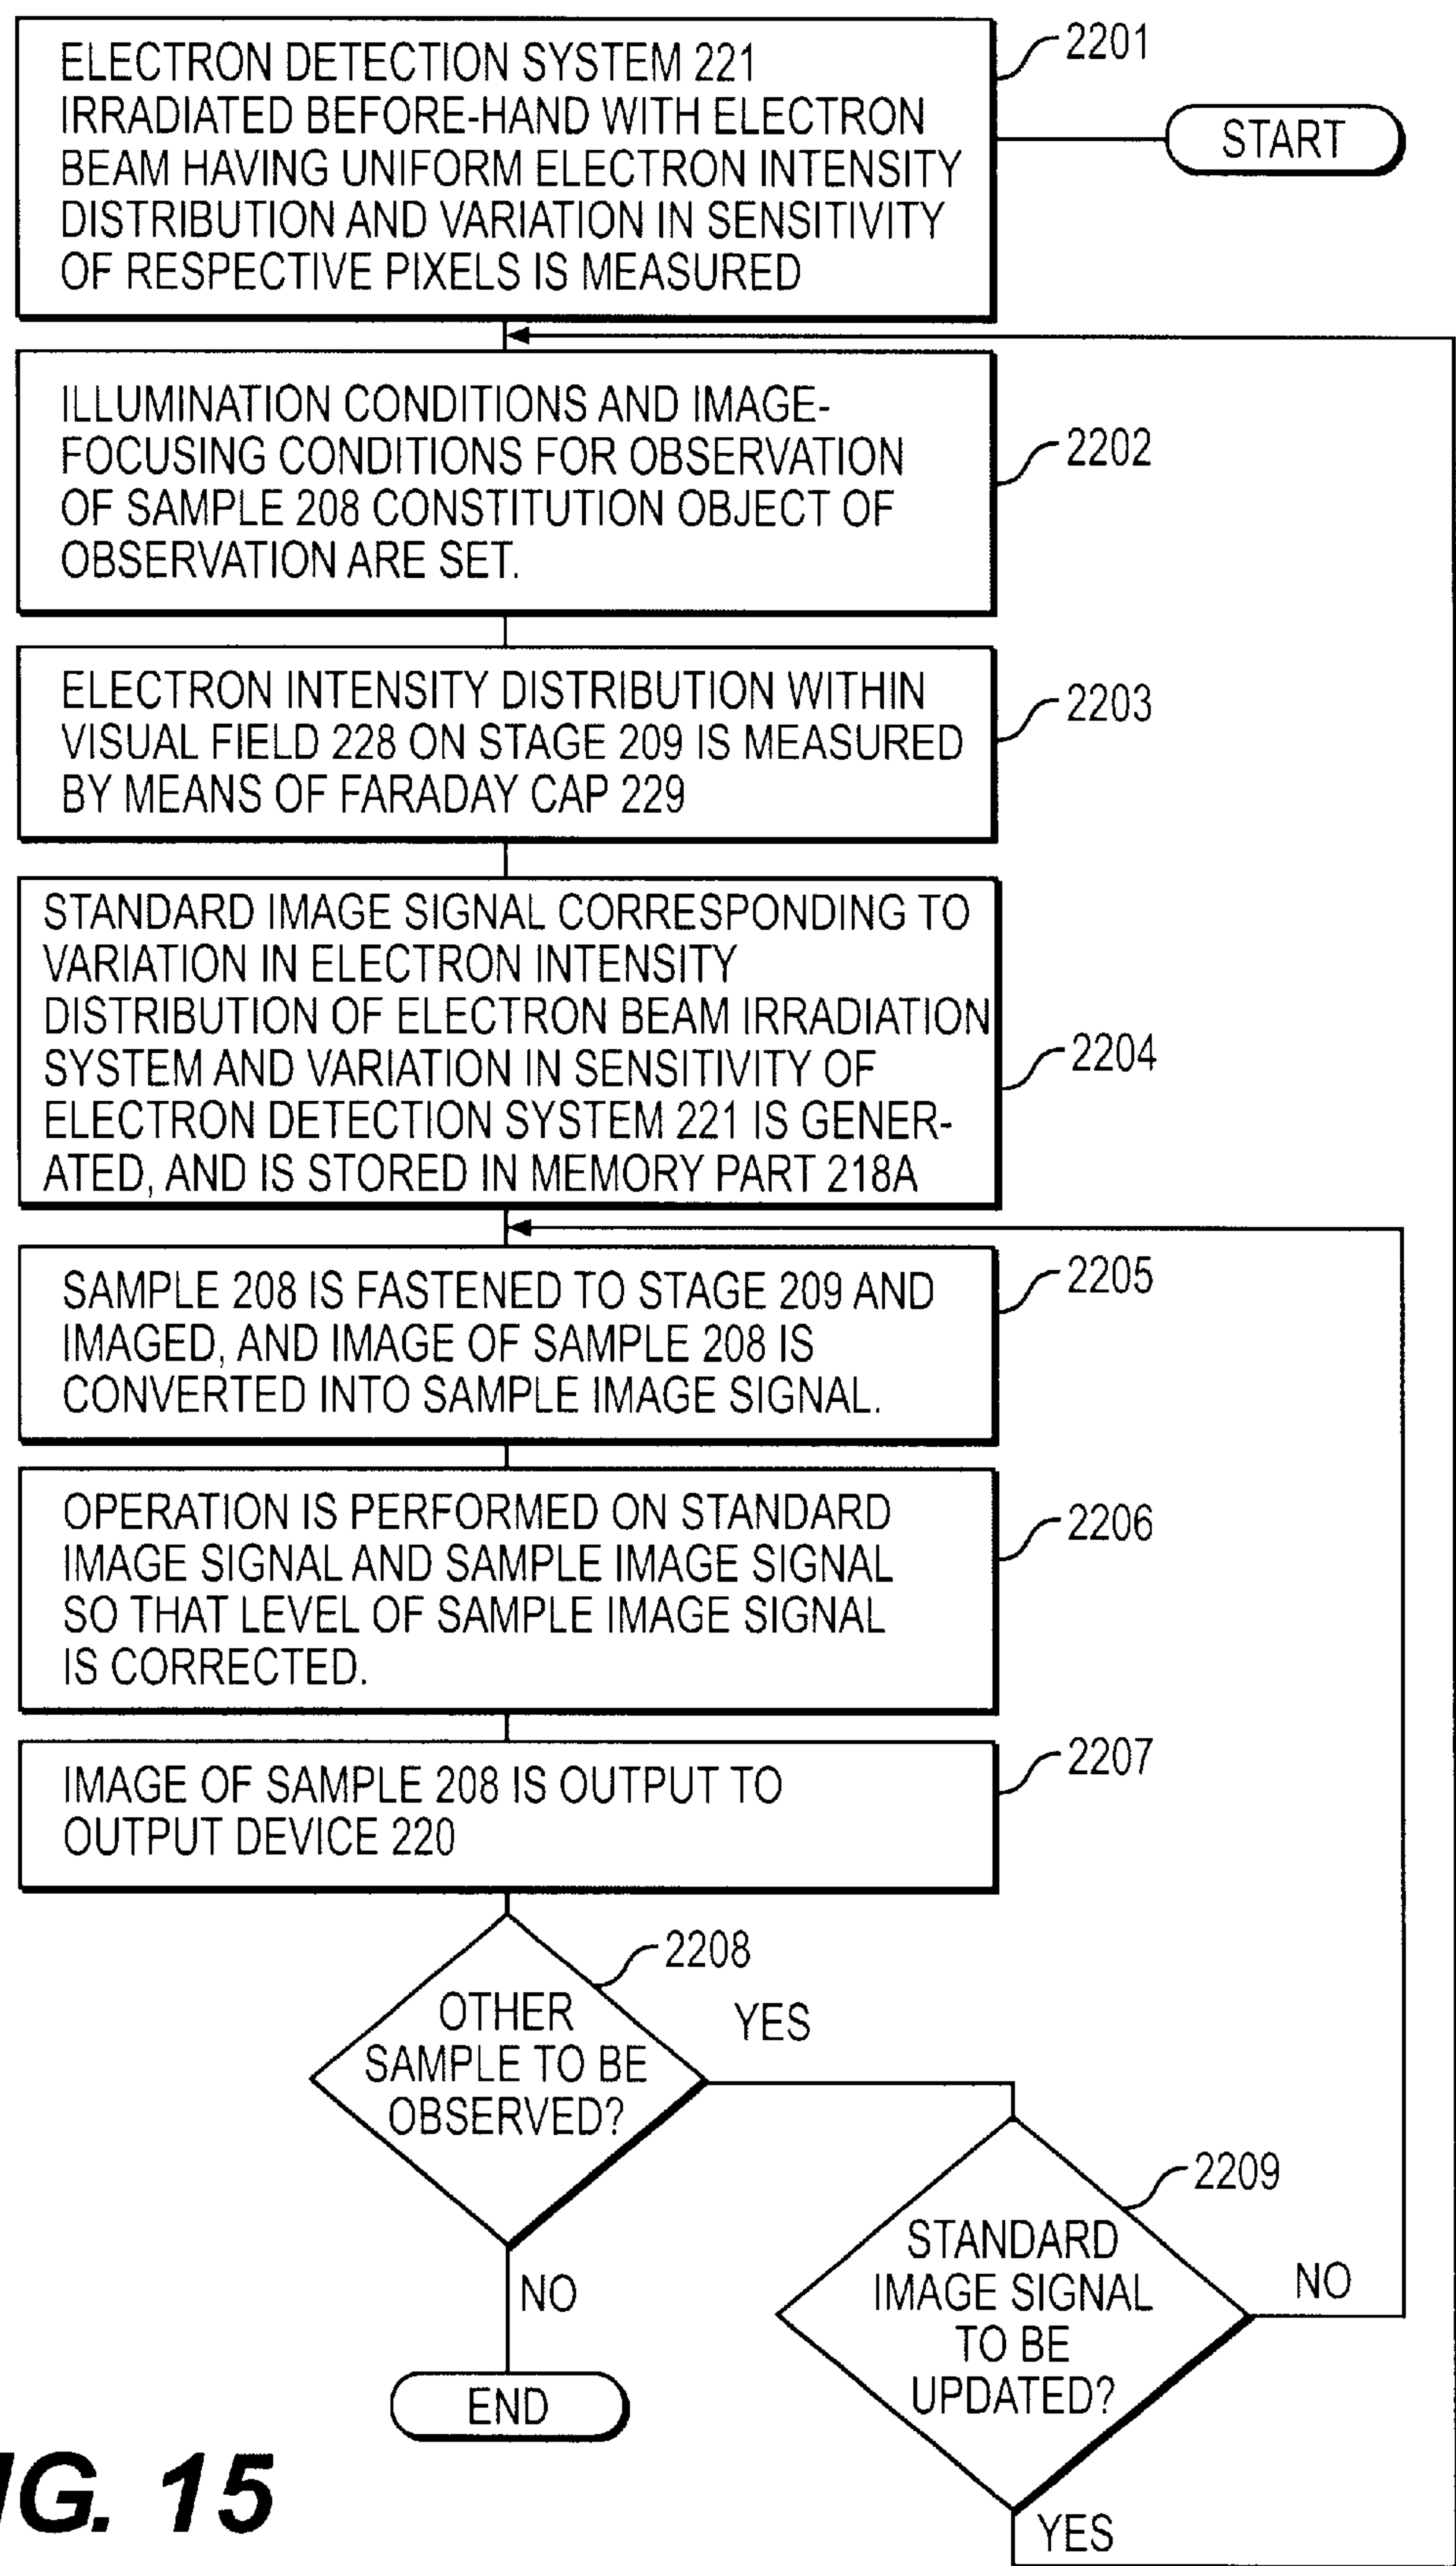 ELECTRON DETECTION SYSTEM 221
IRRADIATED BEFORE-HAND WITH ELECTRON
BEAM HAVING UNIFORM ELECTRON INTENSITY
DISTRIBUTION AND VARIATION IN SENSITIVITY
OF RESPECTIVE PIXELS IS MEASURED
2201
START
ILLUMINATION CONDITIONS AND IMAGE-
FOCUSING CONDITIONS FOR OBSERVATION
OF SAMPLE 208 CONSTITUTION OBJECT OF
OBSERVATION ARE SET.
2202
ELECTRON INTENSITY DISTRIBUTION WITHIN
VISUAL FIELD 228 ON STAGE 209 IS MEASURED
BY MEANS OF FARADAY CAP 229
2203
STANDARD IMAGE SIGNAL CORRESPONDING TO
VARIATION IN ELECTRON INTENSITY
DISTRIBUTION OF ELECTRON BEAM IRRADIATION
SYSTEM AND VARIATION IN SENSITIVITY OF
ELECTRON DETECTION SYSTEM 221 IS GENER-
ATED, AND IS STORED IN MEMORY PART 218A
2204
SAMPLE 208 IS FASTENED TO STAGE 209 AND
IMAGED, AND IMAGE OF SAMPLE 208 IS
CONVERTED INTO SAMPLE IMAGE SIGNAL.
2205
OPERATION IS PERFORMED ON STANDARD
IMAGE SIGNAL AND SAMPLE IMAGE SIGNAL
SO THAT LEVEL OF SAMPLE IMAGE SIGNAL
IS CORRECTED.
2206
IMAGE OF SAMPLE 208 IS OUTPUT TO
OUTPUT DEVICE 220
2207
OTHER
SAMPLE TO BE
OBSERVED?
2208
YES
NO
END
STANDARD
IMAGE SIGNAL
TO BE
UPDATED?
2209
NO
YES
IG. 15